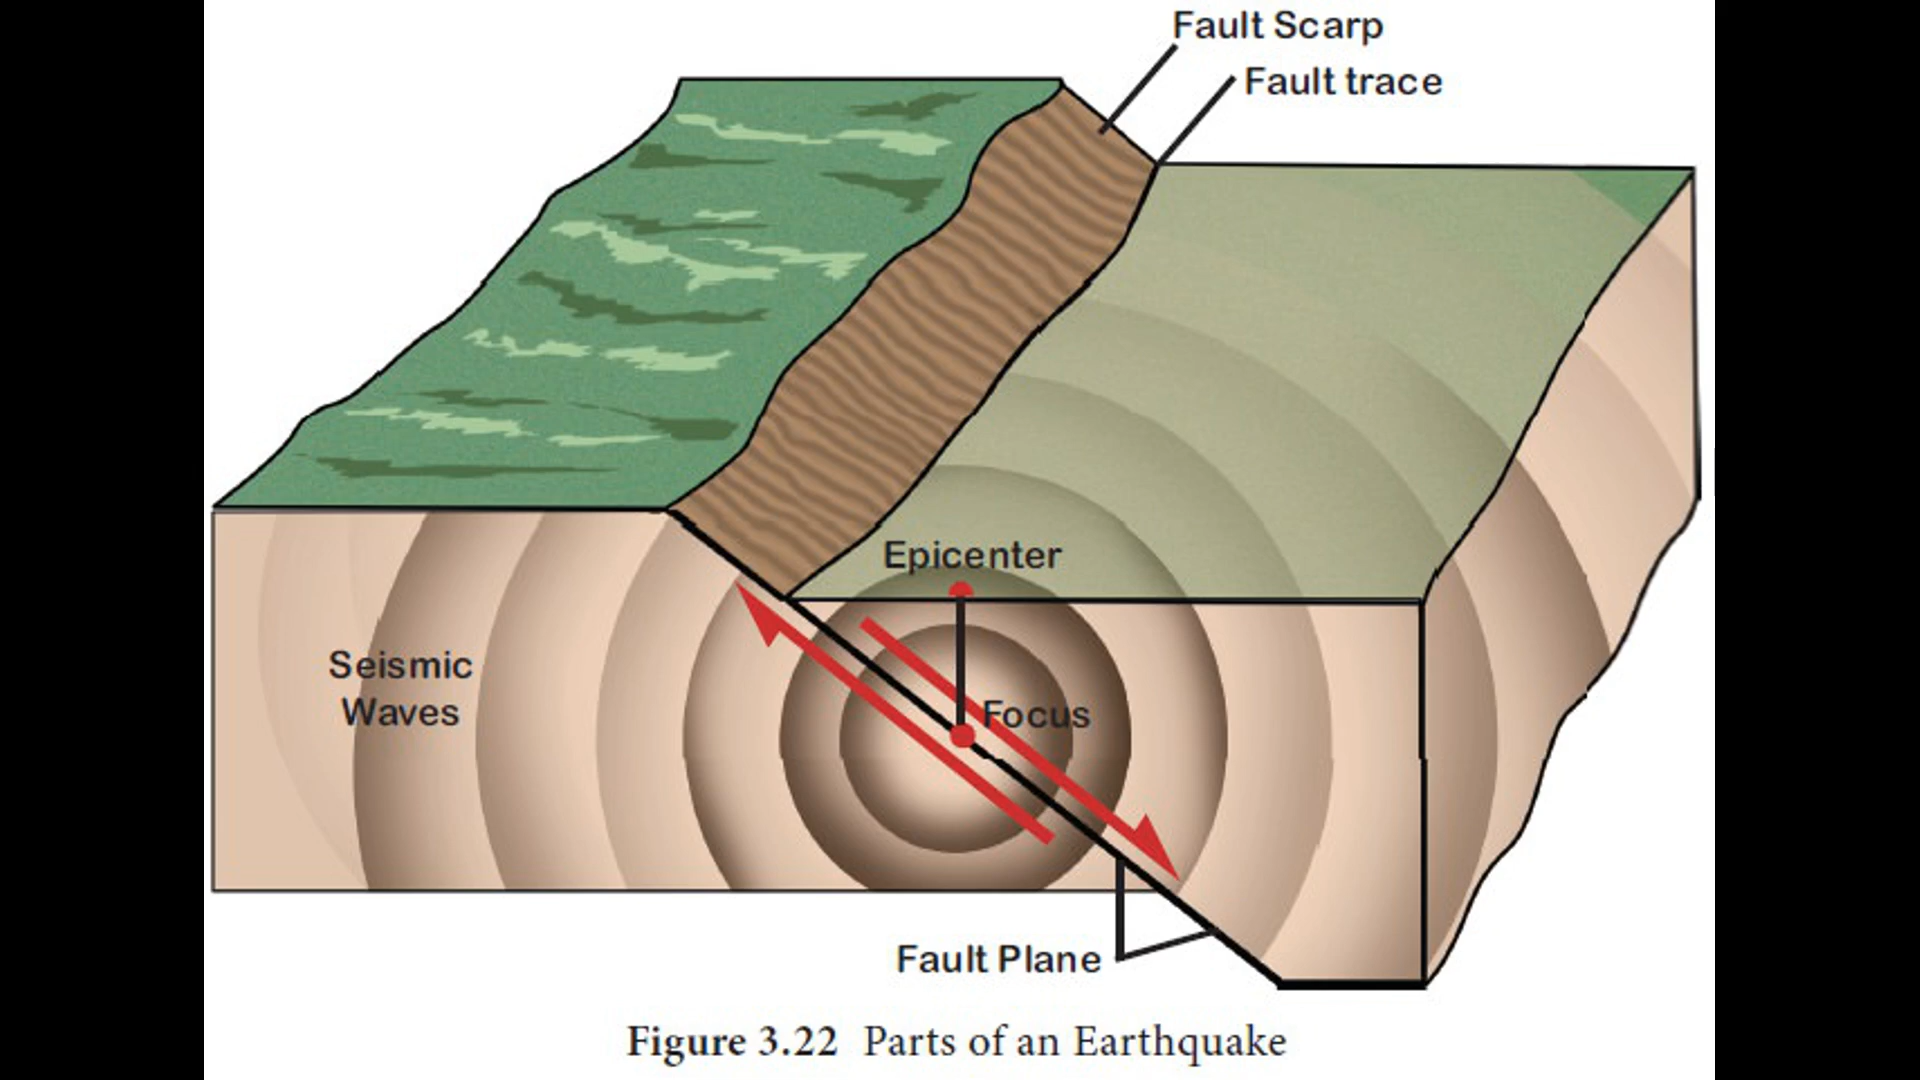 Fault Scarp
Fault trace
Epicenter
Seismic
Waves
Focus
Fault Plane
Figure 3.22 Parts of an Earthquake